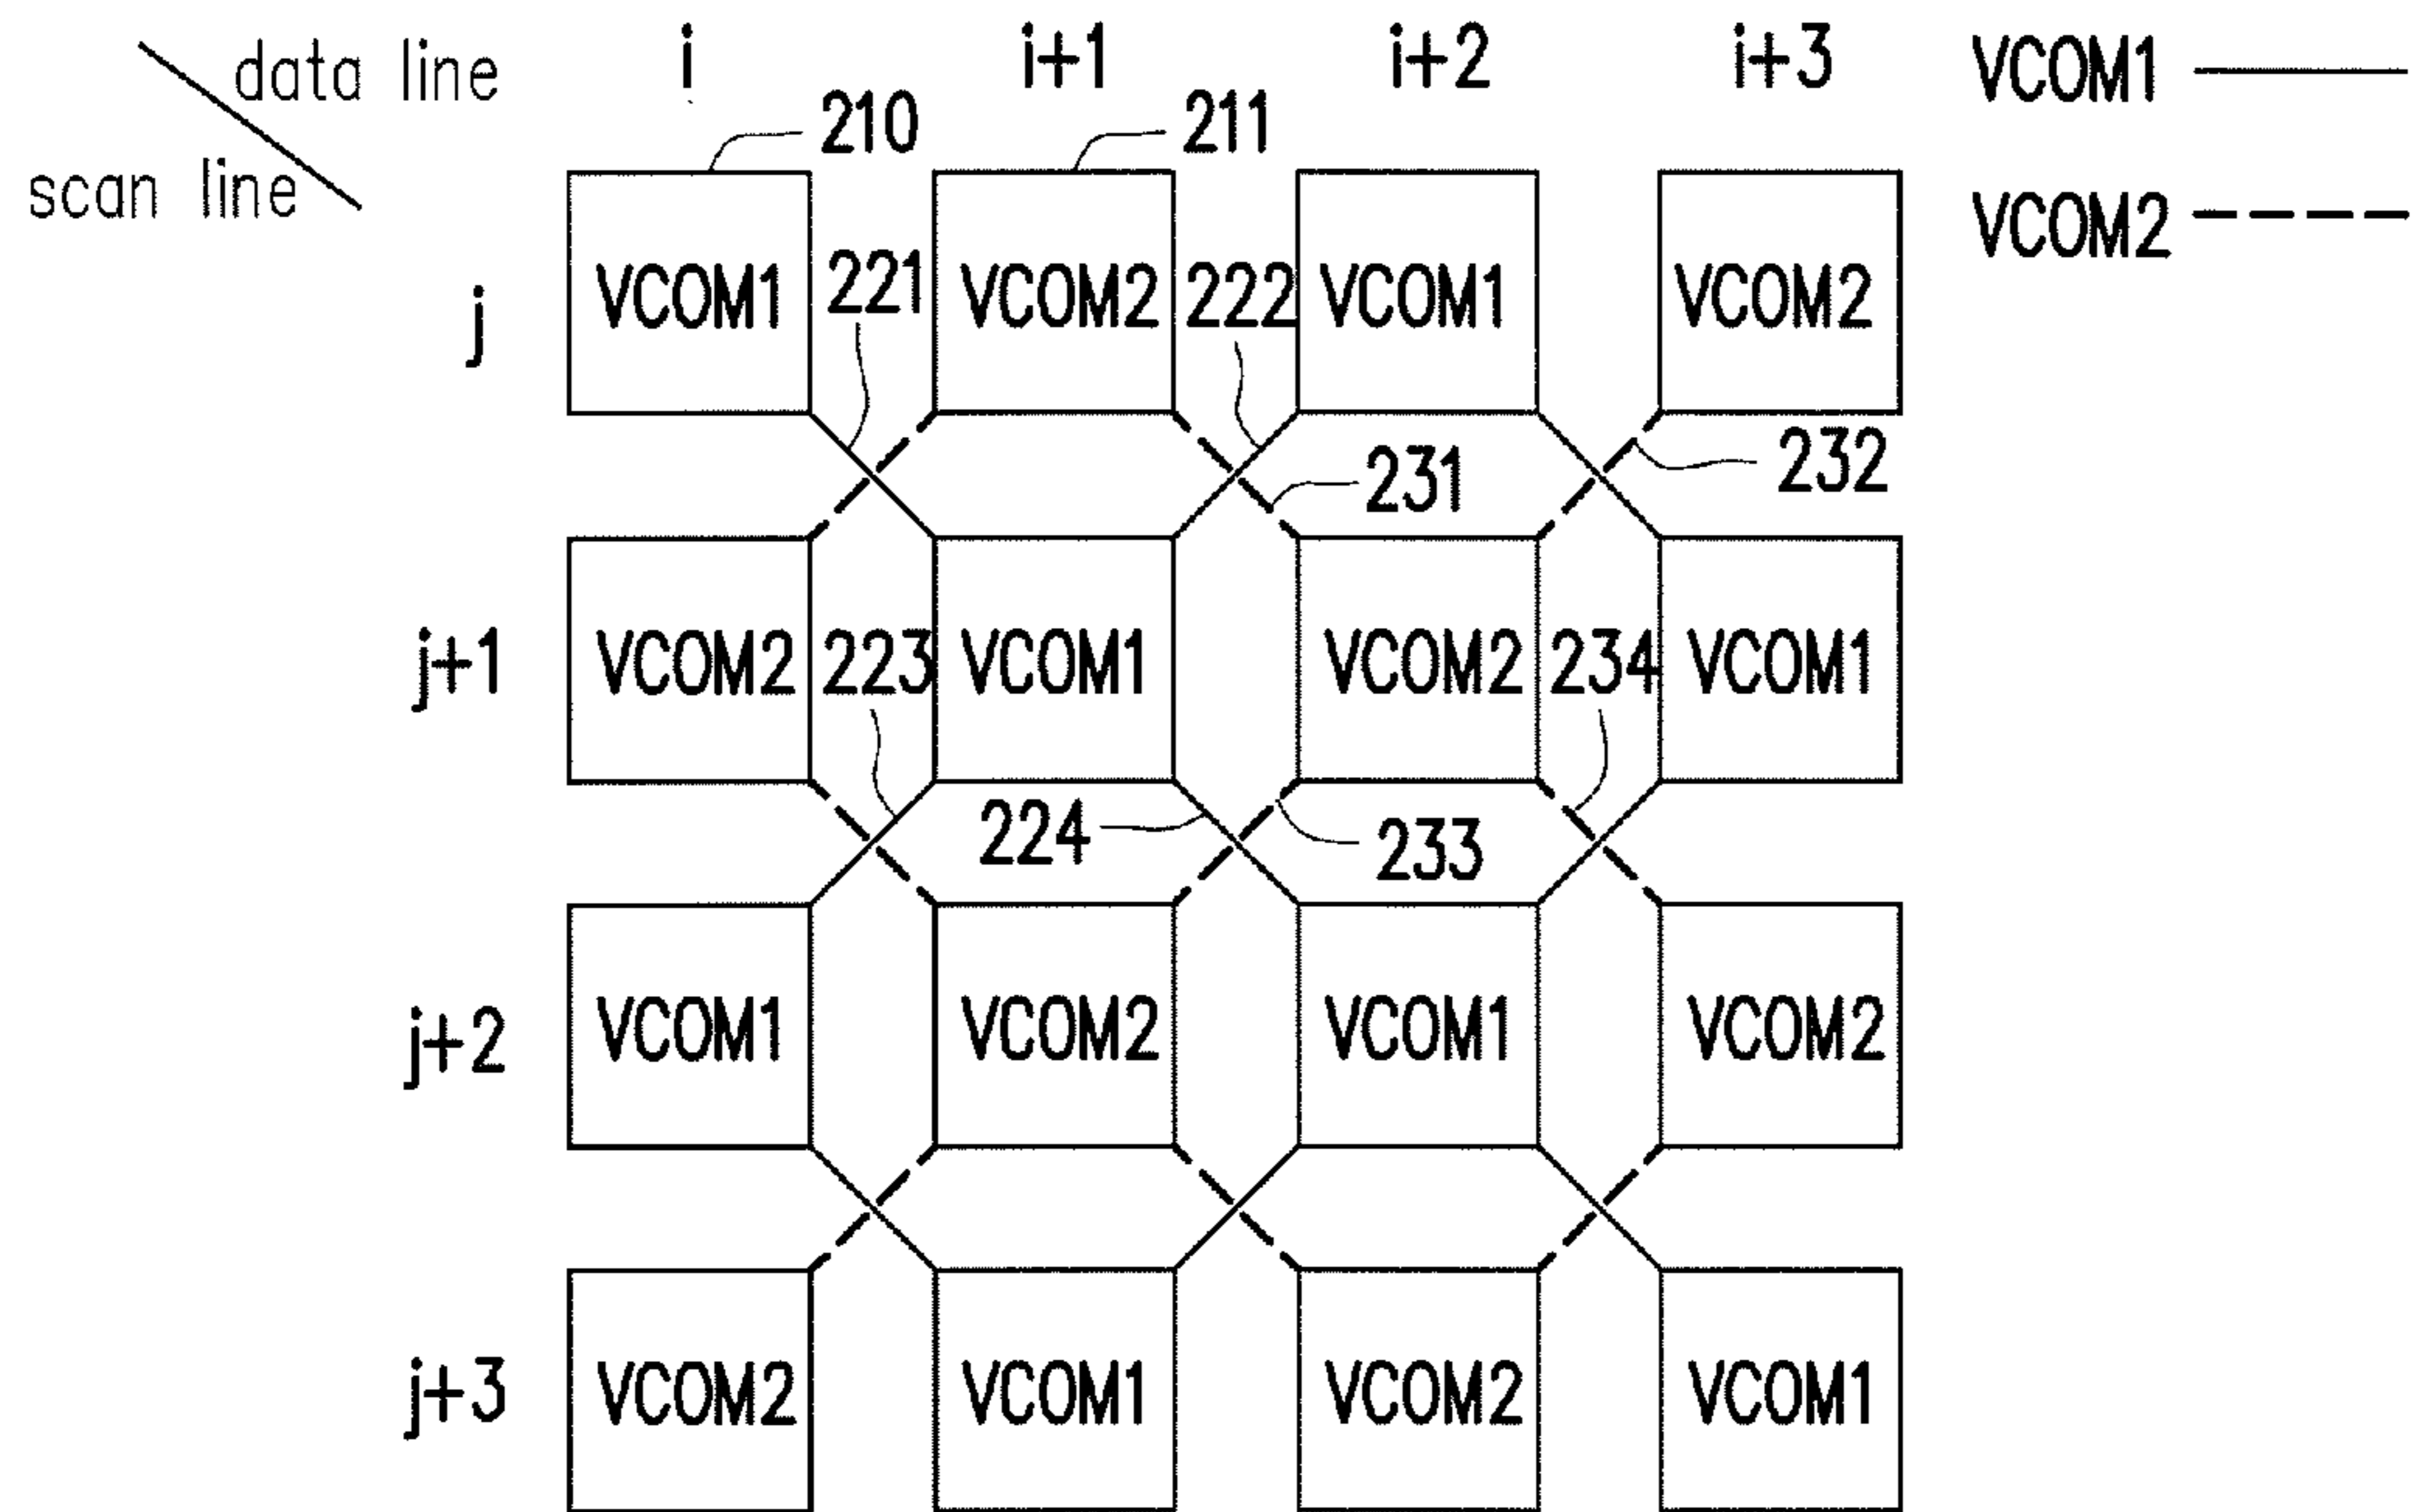 data line i i+1 i+2 i+3 VCOM1
210 211
scan line VCOM2
j VCOM1 221 VCOM2 222 VCOM1 VCOM2
231 232
j+1 VCOM2 223 VCOM1 VCOM2 234 VCOM1
224 233
j+2 VCOM1 VCOM2 VCOM1 VCOM2
j+3 VCOM2 VCOM1 VCOM2 VCOM1